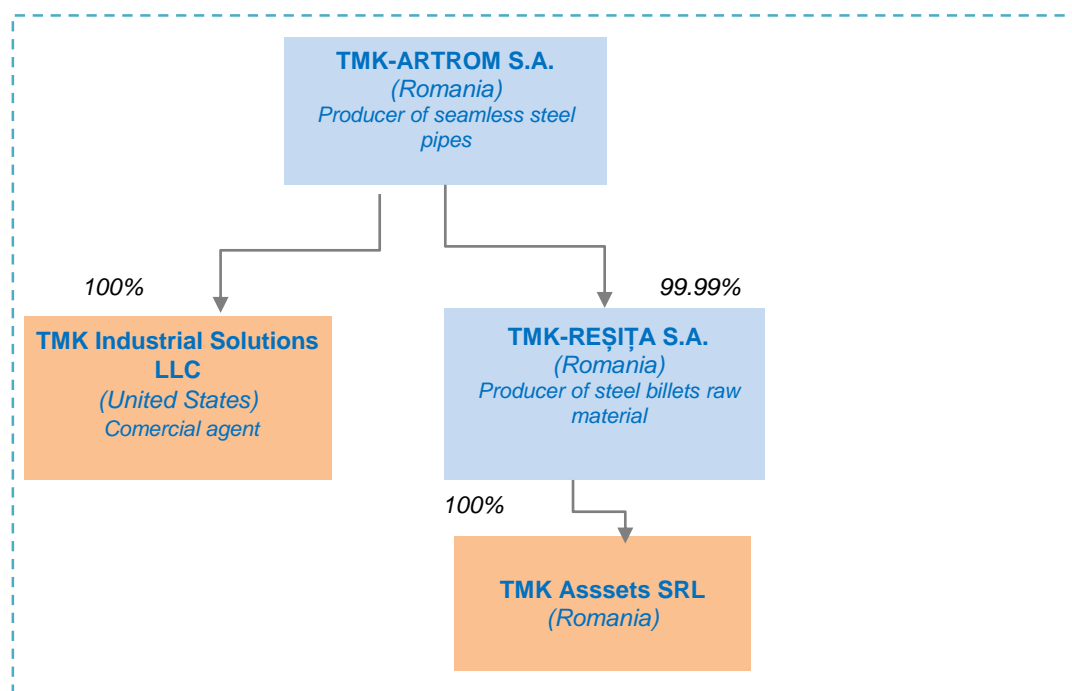 TMK-ARTROM S.A.
(Romania)
Producer of seamless steel
pipes
100%
99.99%
TMK Industrial Solutions
LLC
(United States)
Comercial agent
TMK-REȘIȚA S.A.
(Romania)
Producer of steel billets raw
material
100%
TMK Asssets SRL
(Romania)